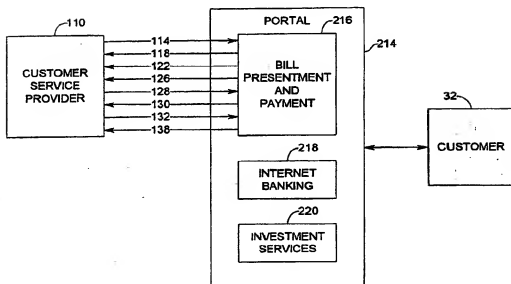 110
CUSTOMER
SERVICE
PROVIDER
114
118
122
126
128
130
132
138
PORTAL
216
BILL
PRESENTMENT
AND
PAYMENT
214
218
INTERNET
BANKING
220
INVESTMENT
SERVICES
32
CUSTOMER